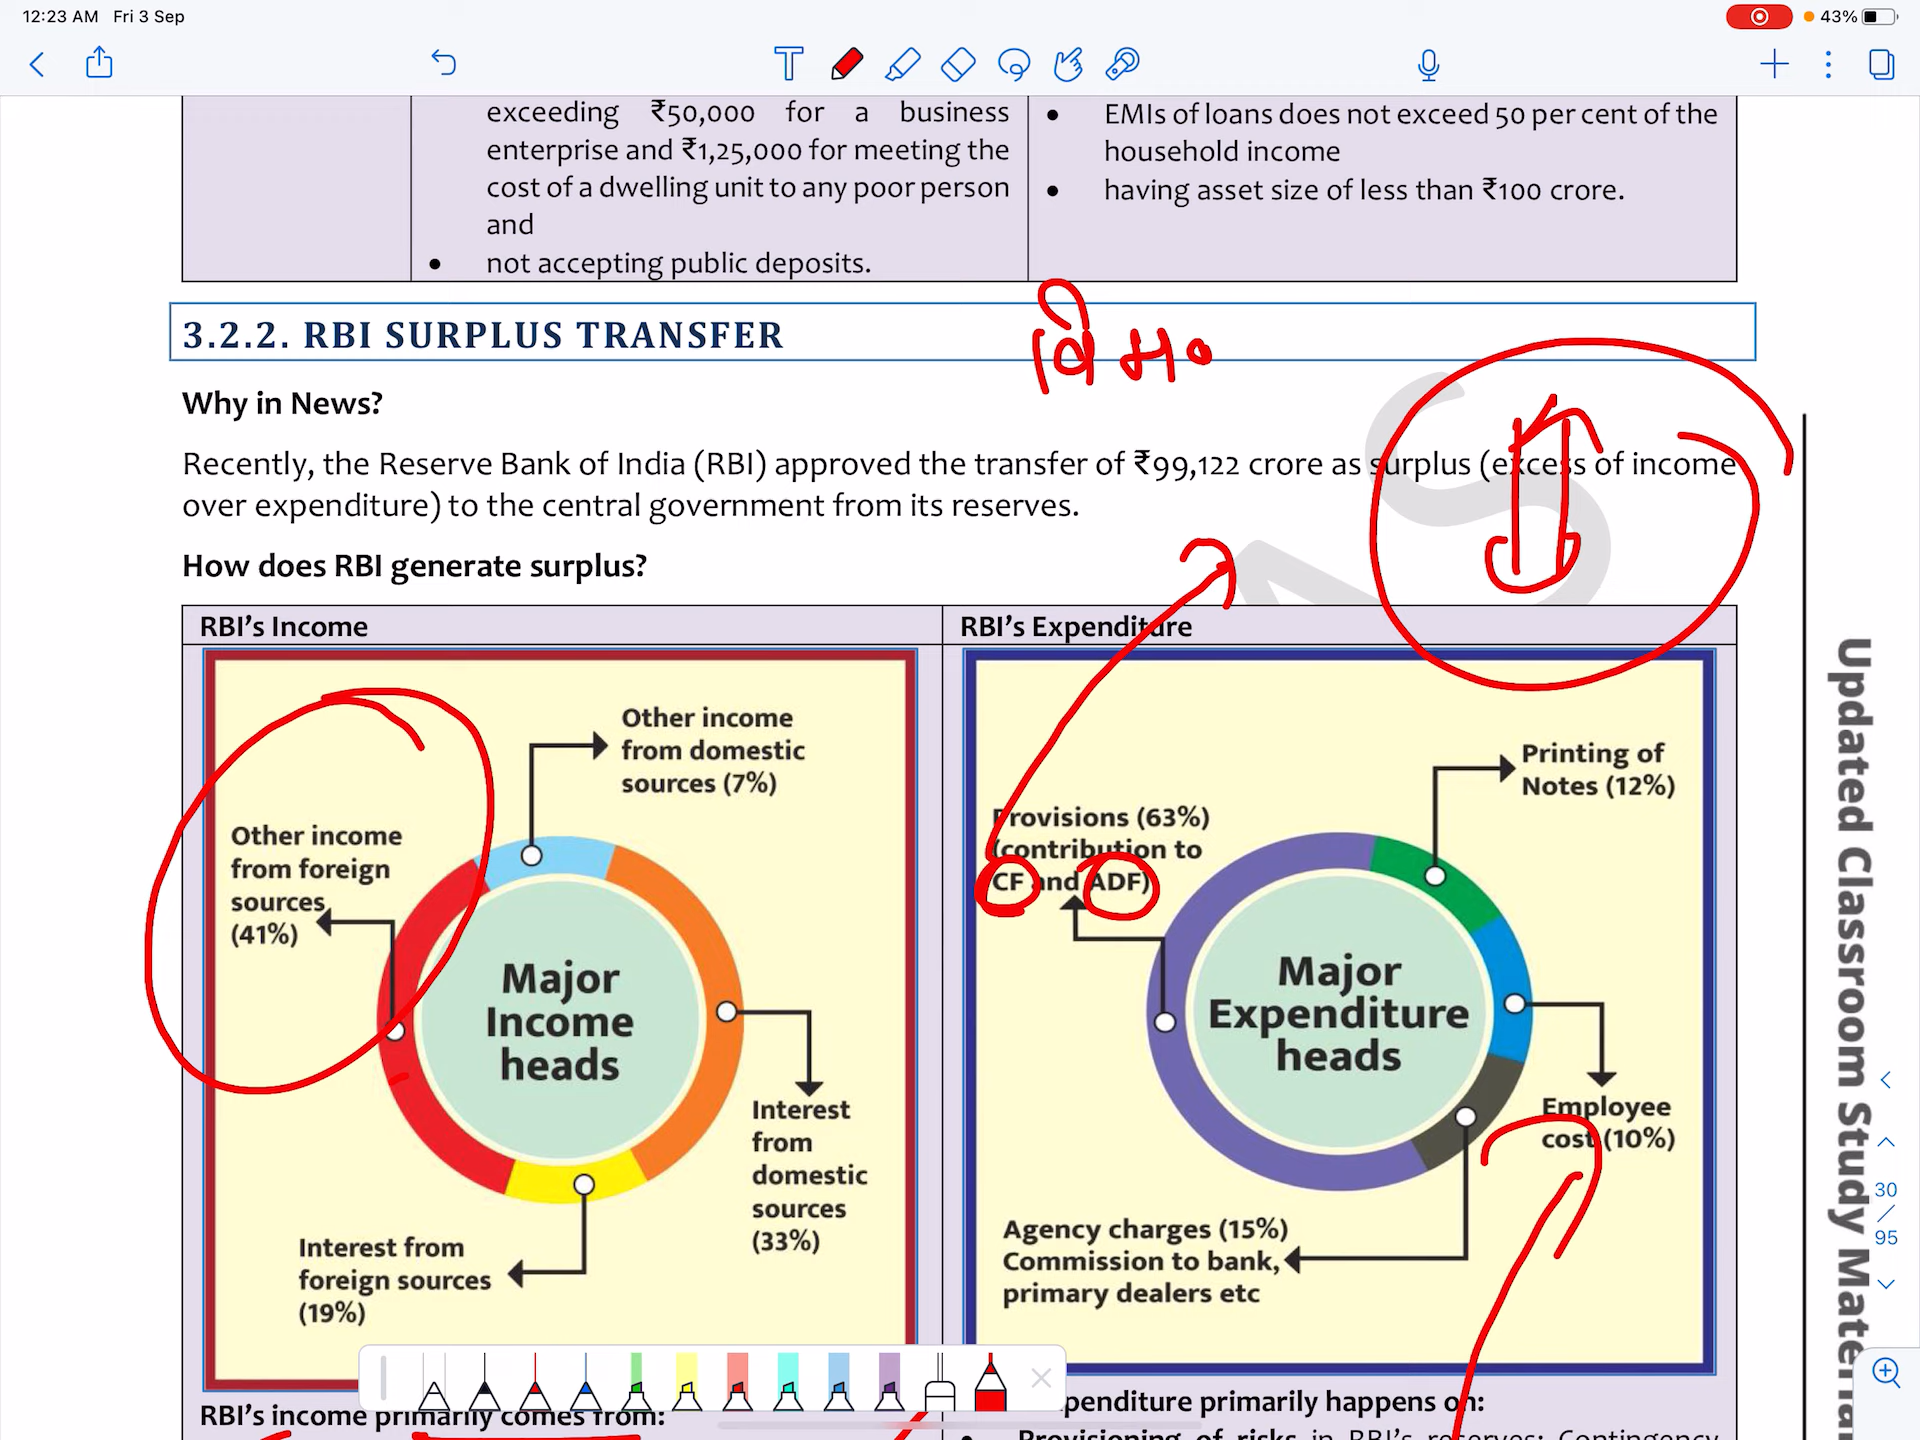 12:23 AM Fri 3 Sep
43%
exceeding ₹50,000 for a business
enterprise and ₹1,25,000 for meeting the
cost of a dwelling unit to any poor person
and
• not accepting public deposits.
• EMIs of loans does not exceed 50 per cent of the
household income
• having asset size of less than ₹100 crore.
3.2.2. RBI SURPLUS TRANSFER
Why in News?
Recently, the Reserve Bank of India (RBI) approved the transfer of ₹99,122 crore as surplus (excess of income
over expenditure) to the central government from its reserves.
How does RBI generate surplus?
RBI's Income
Other income
from domestic
sources (7%)
Other income
from foreign
sources
(41%)
Major
Income
heads
Interest
from
domestic
sources
(33%)
Interest from
foreign sources
(19%)
RBI's income primarily comes from:
RBI's Expenditure
Printing of
Notes (12%)
Provisions (63%)
(contribution to
CF and ADF)
Major
Expenditure
heads
Employee
cost (10%)
Agency charges (15%)
Commission to bank,
primary dealers etc
penditure primarily happens on:
• Provisioning of risks in RBI's reserves: Contingency
Updated Classroom Study Material
30
/
95